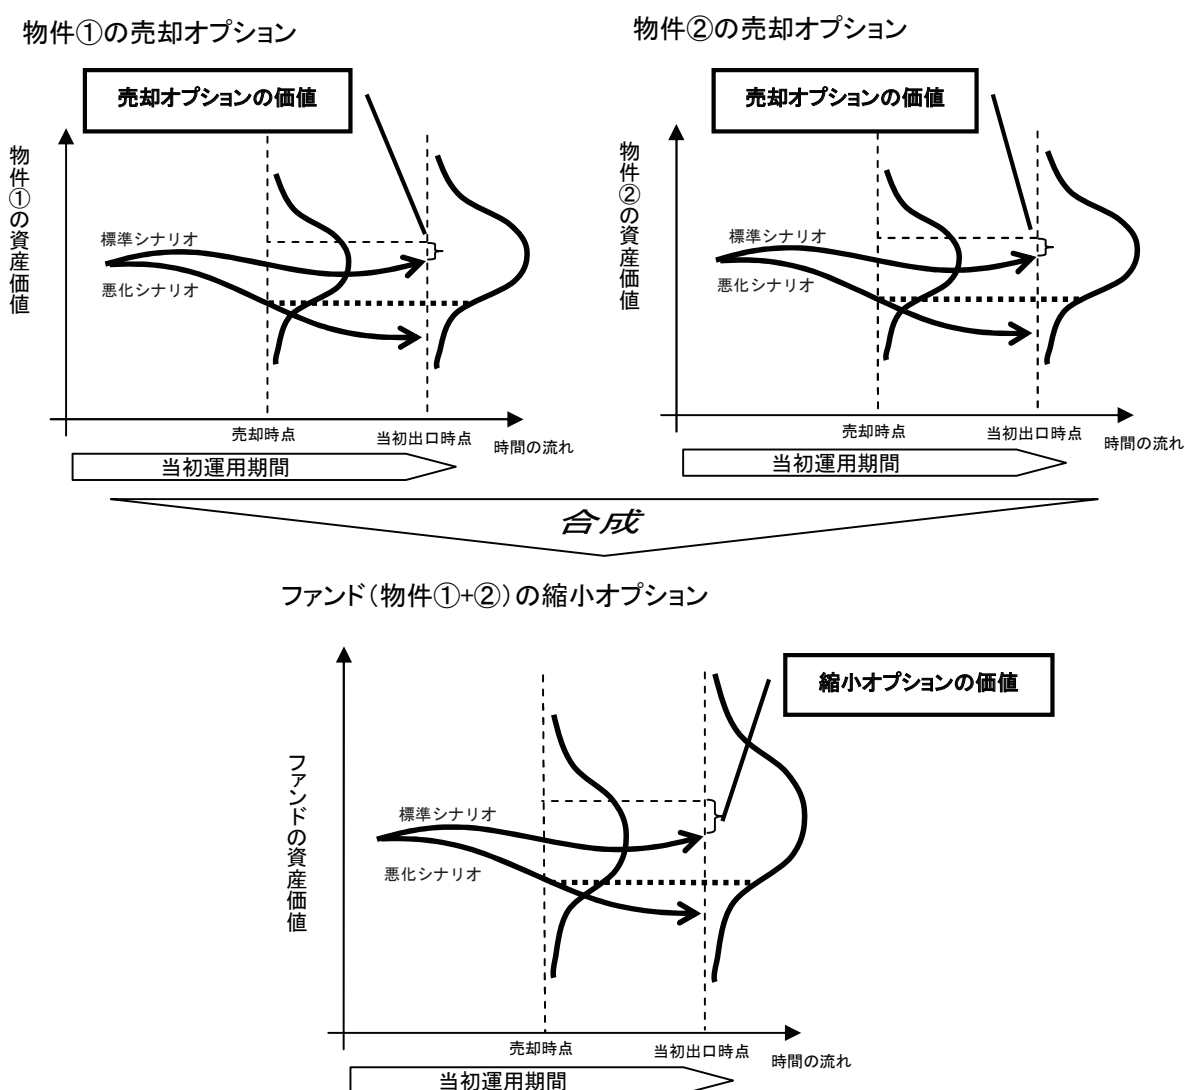 物件①の売却オプション
売却オプションの価値
物件①の資産価値
標準シナリオ
悪化シナリオ
売却時点
当初出口時点
時間の流れ
当初運用期間
物件②の売却オプション
売却オプションの価値
物件②の資産価値
標準シナリオ
悪化シナリオ
売却時点
当初出口時点
時間の流れ
当初運用期間
合成
ファンド（物件①+②）の縮小オプション
縮小オプションの価値
ファンドの資産価値
標準シナリオ
悪化シナリオ
売却時点
当初出口時点
時間の流れ
当初運用期間